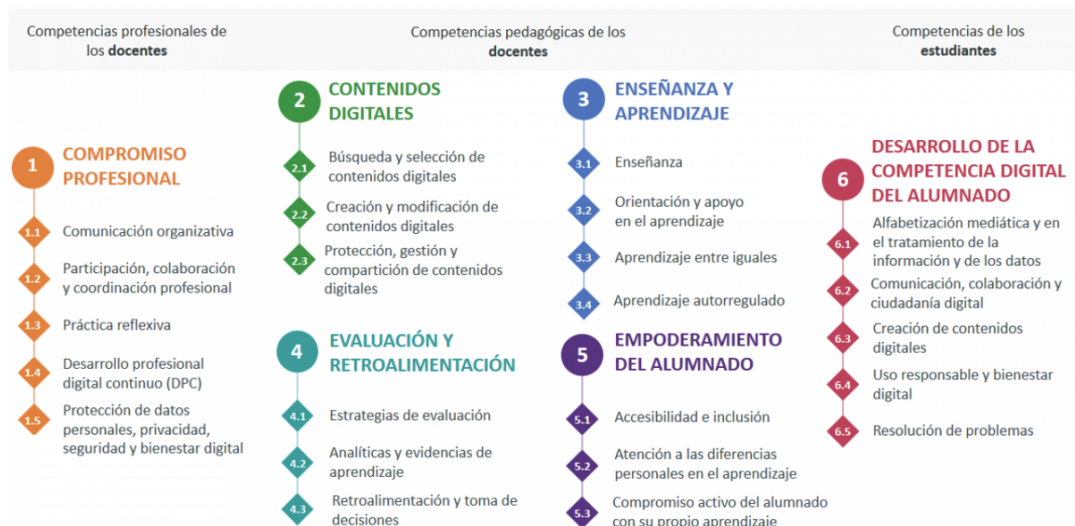 Competencias profesionales de
los docentes
Competencias pedagógicas de los
docentes
Competencias de los
estudiantes
1
COMPROMISO
PROFESIONAL
1.1
Comunicación organizativa
1.2
Participación, colaboración
y coordinación profesional
1.3
Práctica reflexiva
1.4
Desarrollo profesional
digital continuo (DPC)
1.5
Protección de datos
personales, privacidad,
seguridad y bienestar digital
2
CONTENIDOS
DIGITALES
2.1
Búsqueda y selección de
contenidos digitales
2.2
Creación y modificación de
contenidos digitales
2.3
Protección, gestión y
compartición de contenidos
digitales
3
ENSEÑANZA Y
APRENDIZAJE
3.1
Enseñanza
3.2
Orientación y apoyo
en el aprendizaje
3.3
Aprendizaje entre iguales
3.4
Aprendizaje autorregulado
4
EVALUACIÓN Y
RETROALIMENTACIÓN
4.1
Estrategias de evaluación
4.2
Analíticas y evidencias de
aprendizaje
4.3
Retroalimentación y toma de
decisiones
5
EMPODERAMIENTO
DEL ALUMNADO
5.1
Accesibilidad e inclusión
5.2
Atención a las diferencias
personales en el aprendizaje
5.3
Compromiso activo del alumnado
con su propio aprendizaje
6
DESARROLLO DE LA
COMPETENCIA DIGITAL
DEL ALUMNADO
6.1
Alfabetización mediática y en
el tratamiento de la
información y de los datos
6.2
Comunicación, colaboración y
ciudadanía digital
6.3
Creación de contenidos
digitales
6.4
Uso responsable y bienestar
digital
6.5
Resolución de problemas